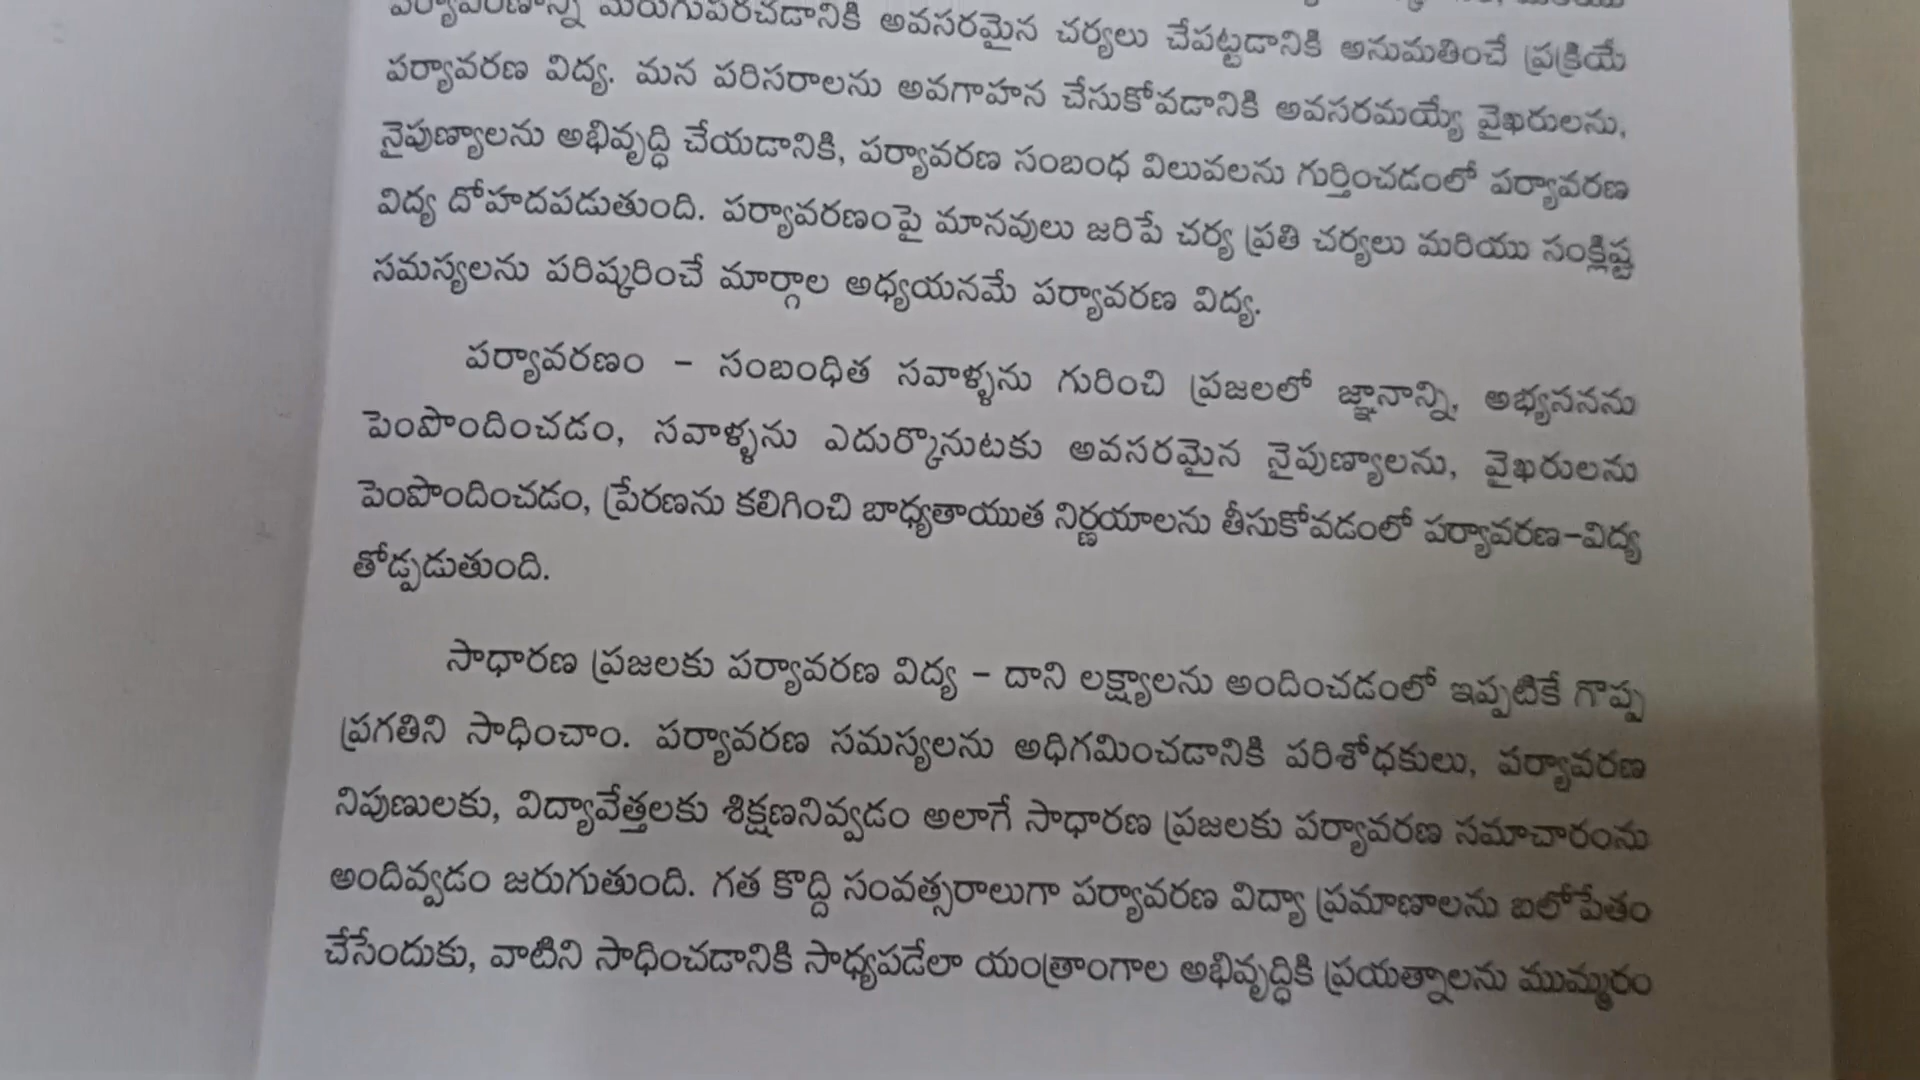 పర్యావరణాన్ని మెరుగుపరచడానికి అవసరమైన చర్యలు చేపట్టడానికి అనుమతించే ప్రక్రియే
పర్యావరణ విద్య. మన పరిసరాలను అవగాహన చేసుకోవడానికి అవసరమయ్యే వైఖరులను,
నైపుణ్యాలను అభివృద్ధి చేయడానికి, పర్యావరణ సంబంధ విలువలను గుర్తించడంలో పర్యావరణ
విద్య దోహదపడుతుంది. పర్యావరణంపై మానవులు జరిపే చర్య ప్రతి చర్యలు మరియు సంక్లిష్ట
సమస్యలను పరిష్కరించే మార్గాల అధ్యయనమే పర్యావరణ విద్య.
పర్యావరణం – సంబంధిత సవాళ్ళను గురించి ప్రజలలో జ్ఞానాన్ని, అభ్యసనను
పెంపొందించడం, సవాళ్ళను ఎదుర్కొనుటకు అవసరమైన నైపుణ్యాలను, వైఖరులను
పెంపొందించడం, ప్రేరణను కలిగించి బాధ్యతాయుత నిర్ణయాలను తీసుకోవడంలో పర్యావరణ–విద్య
తోడ్పడుతుంది.
సాధారణ ప్రజలకు పర్యావరణ విద్య – దాని లక్ష్యాలను అందించడంలో ఇప్పటికే గొప్ప
ప్రగతిని సాధించాం. పర్యావరణ సమస్యలను అధిగమించడానికి పరిశోధకులు, పర్యావరణ
నిపుణులకు, విద్యావేత్తలకు శిక్షణనివ్వడం అలాగే సాధారణ ప్రజలకు పర్యావరణ సమాచారంను
అందివ్వడం జరుగుతుంది. గత కొద్ది సంవత్సరాలుగా పర్యావరణ విద్యా ప్రమాణాలను బలోపేతం
చేసేందుకు, వాటిని సాధించడానికి సాధ్యపడేలా యంత్రాంగాల అభివృద్ధికి ప్రయత్నాలను ముమ్మరం